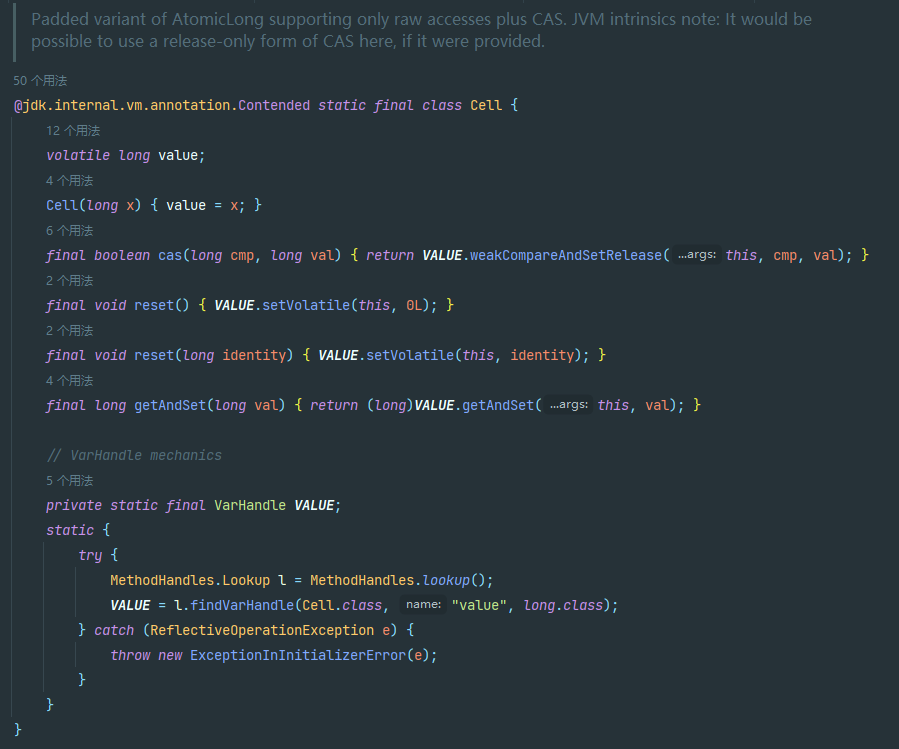 Padded variant of AtomicLong supporting only raw accesses plus CAS. JVM intrinsics note: It would be
possible to use a release-only form of CAS here, if it were provided.
50 个用法
@jdk.internal.vm.annotation.Contended static final class Cell {
12 个用法
volatile long value;
4 个用法
Cell(long x) { value = x; }
6 个用法
final boolean cas(long cmp, long val) { return VALUE.weakCompareAndSetRelease( ...args: this, cmp, val); }
2 个用法
final void reset() { VALUE.setVolatile(this, 0L); }
2 个用法
final void reset(long identity) { VALUE.setVolatile(this, identity); }
4 个用法
final long getAndSet(long val) { return (long)VALUE.getAndSet( ...args: this, val); }
// VarHandle mechanics
5 个用法
private static final VarHandle VALUE;
static {
try {
MethodHandles.Lookup l = MethodHandles.lookup();
VALUE = l.findVarHandle(Cell.class, name: "value", long.class);
} catch (ReflectiveOperationException e) {
throw new ExceptionInInitializerError(e);
}
}
}